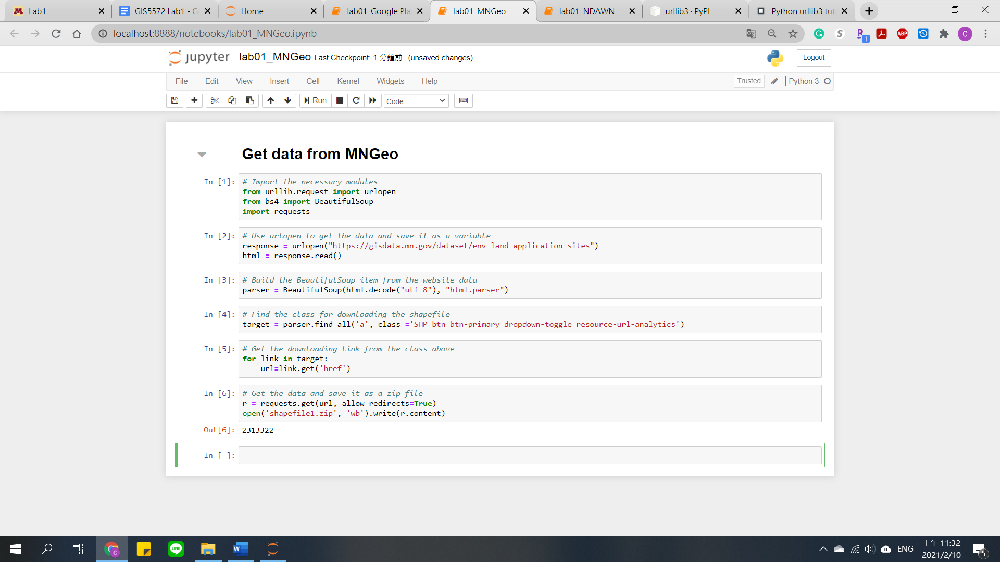 Lab1
GIS5572 Lab1 - G
Home
lab01_Google Pla
lab01_MNGeo
lab01_NDAWN
urllib3 · PyPI
Python urllib3 tut
localhost:8888/notebooks/lab01_MNGeo.ipynb
jupyter lab01_MNGeo Last Checkpoint: 1 分鐘前 (unsaved changes)
Logout
File Edit View Insert Cell Kernel Widgets Help
Trusted Python 3
Run Code
Get data from MNGeo
In [1]: # Import the necessary modules
from urllib.request import urlopen
from bs4 import BeautifulSoup
import requests
In [2]: # Use urlopen to get the data and save it as a variable
response = urlopen("https://gisdata.mn.gov/dataset/env-land-application-sites")
html = response.read()
In [3]: # Build the BeautifulSoup item from the website data
parser = BeautifulSoup(html.decode("utf-8"), "html.parser")
In [4]: # Find the class for downloading the shapefile
target = parser.find_all('a', class_='SHP btn btn-primary dropdown-toggle resource-url-analytics')
In [5]: # Get the downloading link from the class above
for link in target:
    url=link.get('href')
In [6]: # Get the data and save it as a zip file
r = requests.get(url, allow_redirects=True)
open('shapefile1.zip', 'wb').write(r.content)
Out[6]: 2313322
In [ ]:
ENG
上午 11:32
2021/2/10
5